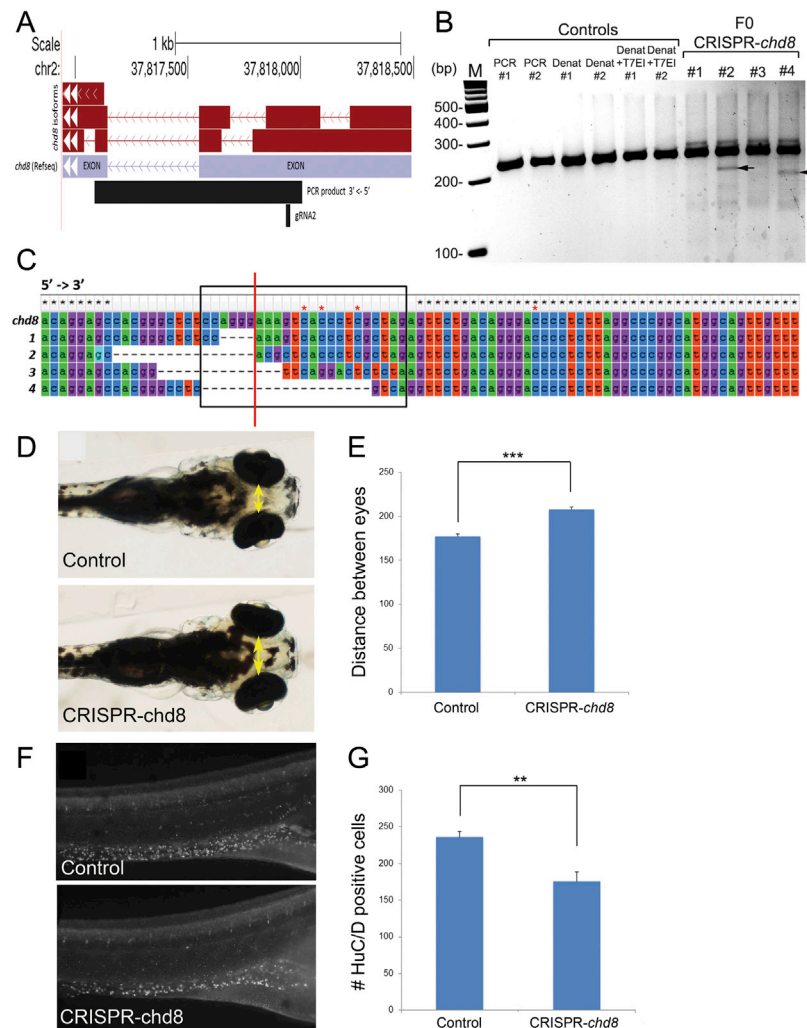 A
Scale
1 kb
chr2:
37,817,500
37,818,000
37,818,500
chd8 isoforms
chd8 (Refseq)
EXON
EXON
PCR product 3' <- 5'
gRNA2
B
Controls
F0
CRISPR-chd8
(bp)
M
PCR #1
PCR #2
Denat #1
Denat #2
Denat +T7EI #1
Denat +T7EI #2
#1
#2
#3
#4
500-
400-
300-
200-
100-
C
5' -> 3'
chd8
1
2
3
4
D
Control
CRISPR-chd8
E
Distance between eyes
250
200
150
100
50
0
***
Control
CRISPR-chd8
F
Control
CRISPR-chd8
G
# HuC/D positive cells
300
250
200
150
100
50
0
**
Control
CRISPR-chd8